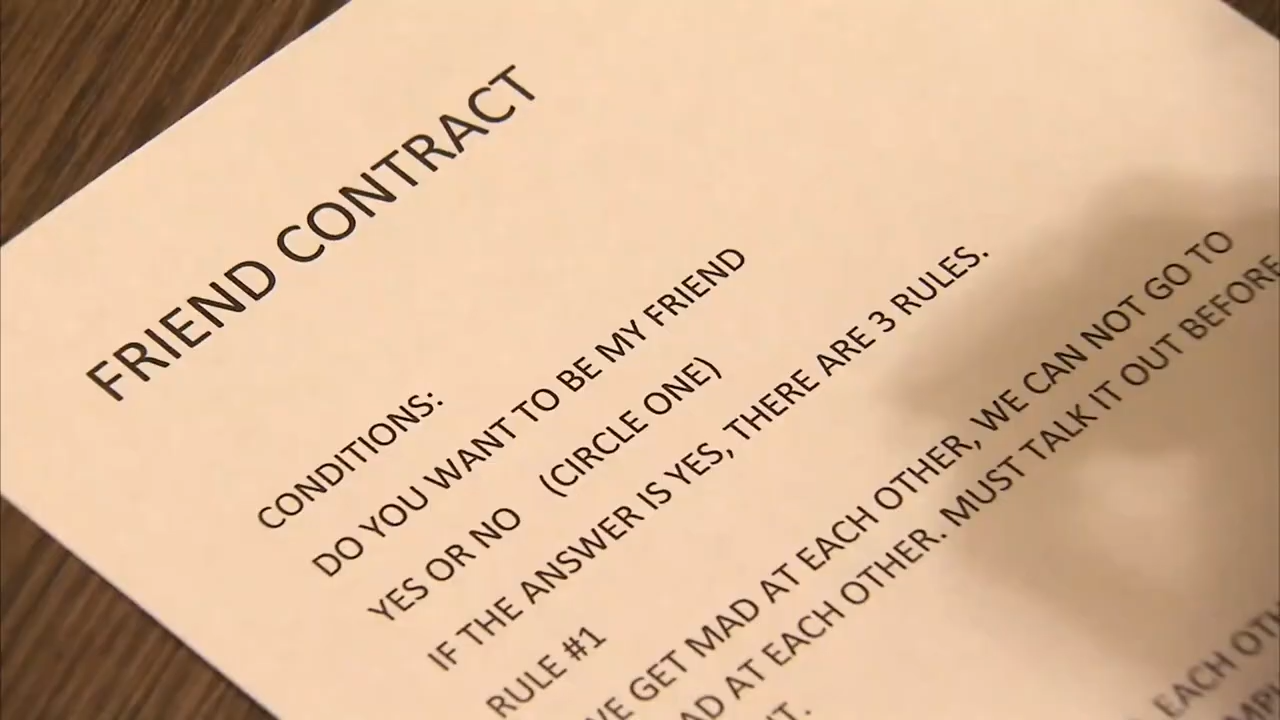 FRIEND CONTRACT
CONDITIONS:
DO YOU WANT TO BE MY FRIEND
YES OR NO (CIRCLE ONE)
IF THE ANSWER IS YES, THERE ARE 3 RULES.
RULE #1
GET MAD AT EACH OTHER, WE CAN NOT GO TO
AT EACH OTHER. MUST TALK IT OUT BEFORE
EACH